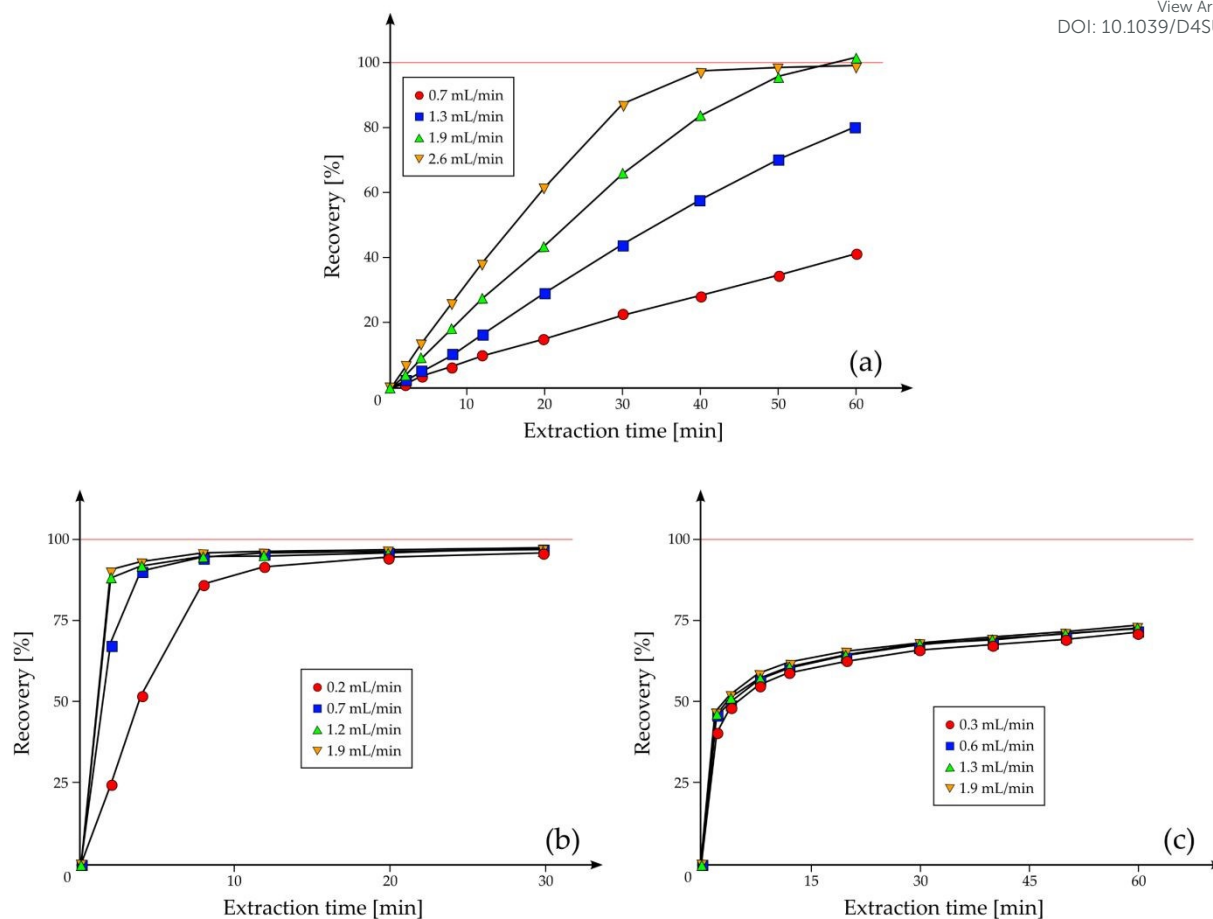 View Ar
DOI: 10.1039/D4S
100
80
60
40
20
0
Recovery [%]
0.7 mL/min
1.3 mL/min
1.9 mL/min
2.6 mL/min
(a)
10
20
30
40
50
60
Extraction time [min]
100
75
50
25
0
Recovery [%]
0.2 mL/min
0.7 mL/min
1.2 mL/min
1.9 mL/min
(b)
10
20
30
Extraction time [min]
100
75
50
25
0
Recovery [%]
0.3 mL/min
0.6 mL/min
1.3 mL/min
1.9 mL/min
(c)
15
30
45
60
Extraction time [min]